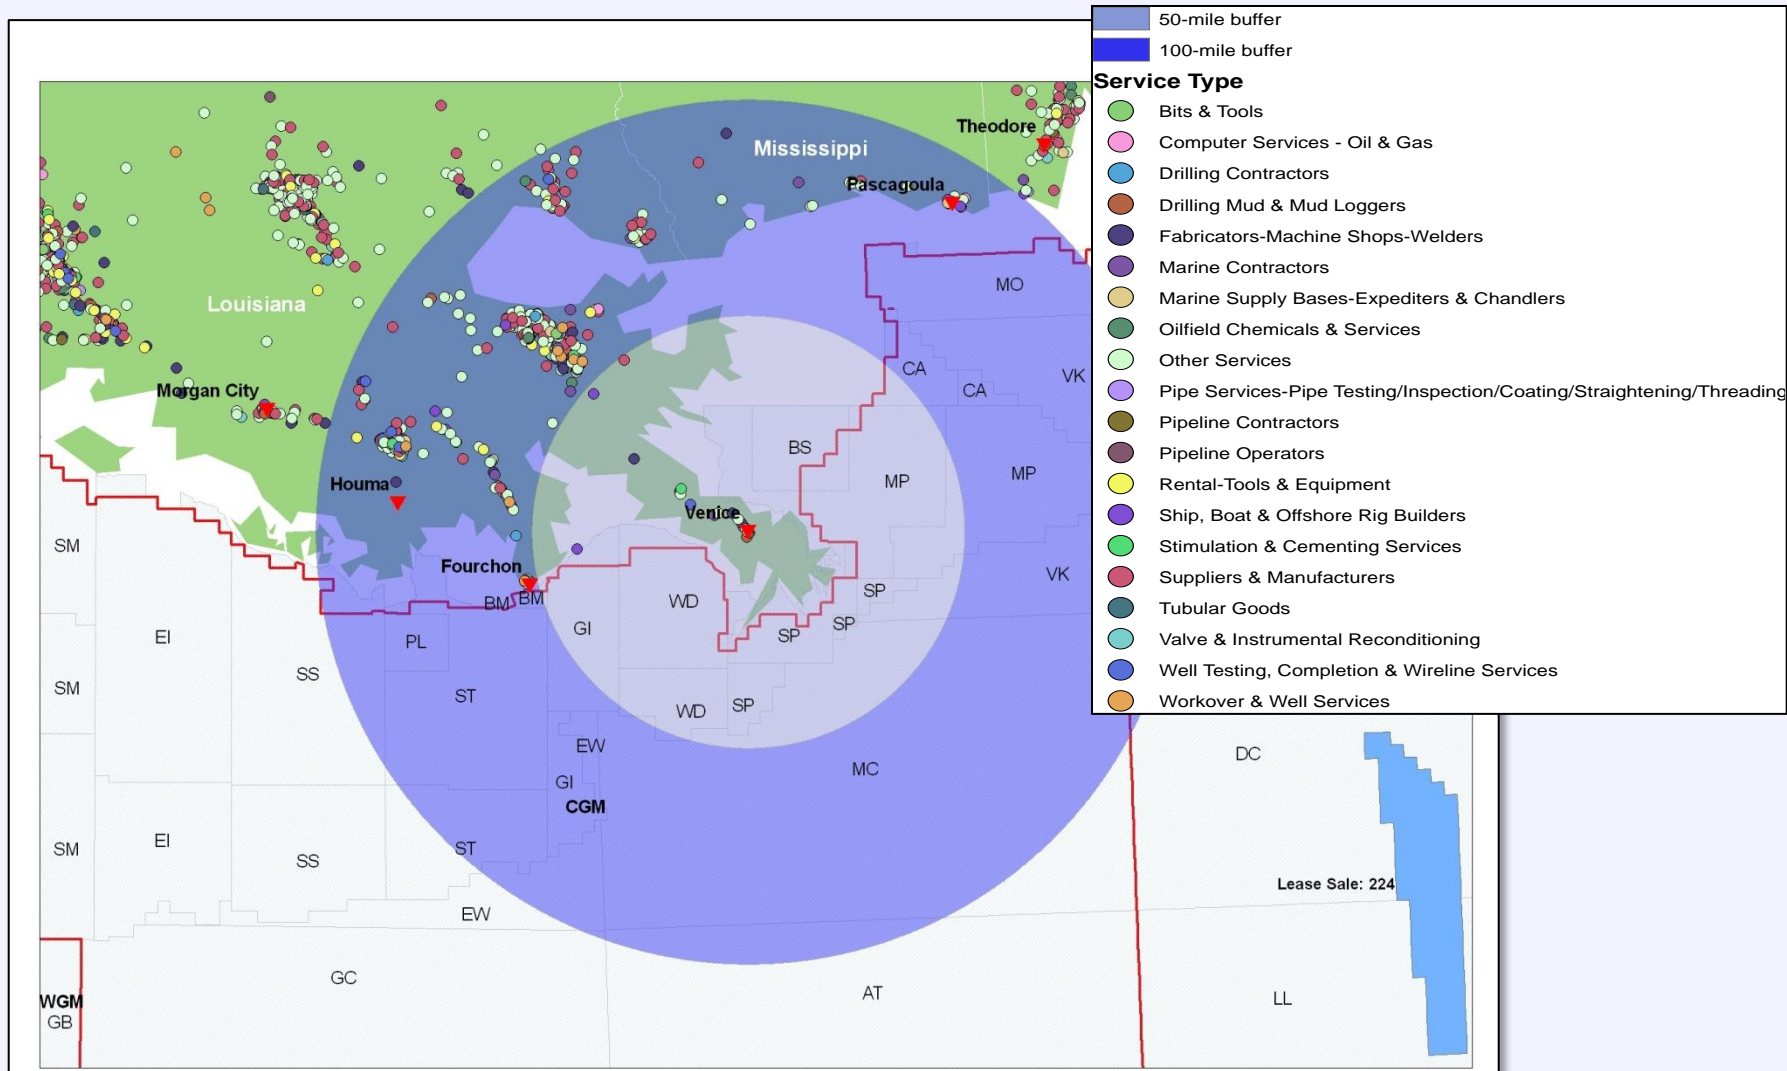 50-mile buffer
100-mile buffer
Service Type
Bits & Tools
Computer Services - Oil & Gas
Drilling Contractors
Drilling Mud & Mud Loggers
Fabricators-Machine Shops-Welders
Marine Contractors
Marine Supply Bases-Expediters & Chandlers
Oilfield Chemicals & Services
Other Services
Pipe Services-Pipe Testing/Inspection/Coating/Straightening/Threading
Pipeline Contractors
Pipeline Operators
Rental-Tools & Equipment
Ship, Boat & Offshore Rig Builders
Stimulation & Cementing Services
Suppliers & Manufacturers
Tubular Goods
Valve & Instrumental Reconditioning
Well Testing, Completion & Wireline Services
Workover & Well Services
Theodore
Mississippi
Pascagoula
MO
Louisiana
CA
VK
CA
Morgan City
BS
MP
MP
Houma
Venice
SM
Fourchon
VK
SP
BM
BM
WD
SP
GI
SP
EI
PL
SS
SM
ST
SP
WD
EW
DC
MC
GI
CGM
EI
SM
ST
SS
Lease Sale: 224
EW
GC
AT
LL
WGM
GB